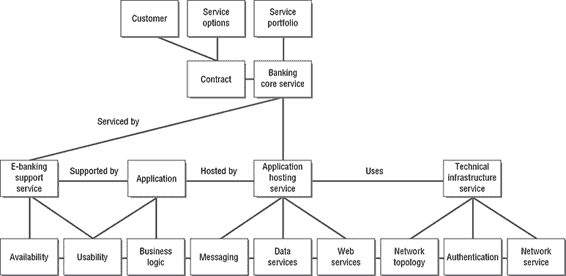 Customer
Service
options
Service
portfolio
Contract
Banking
core service
Serviced by
E-banking
support
service
Supported by
Application
Hosted by
Application
hosting
service
Uses
Technical
infrastructure
service
Availability
Usability
Business
logic
Messaging
Data
services
Web
services
Network
topology
Authentication
Network
service